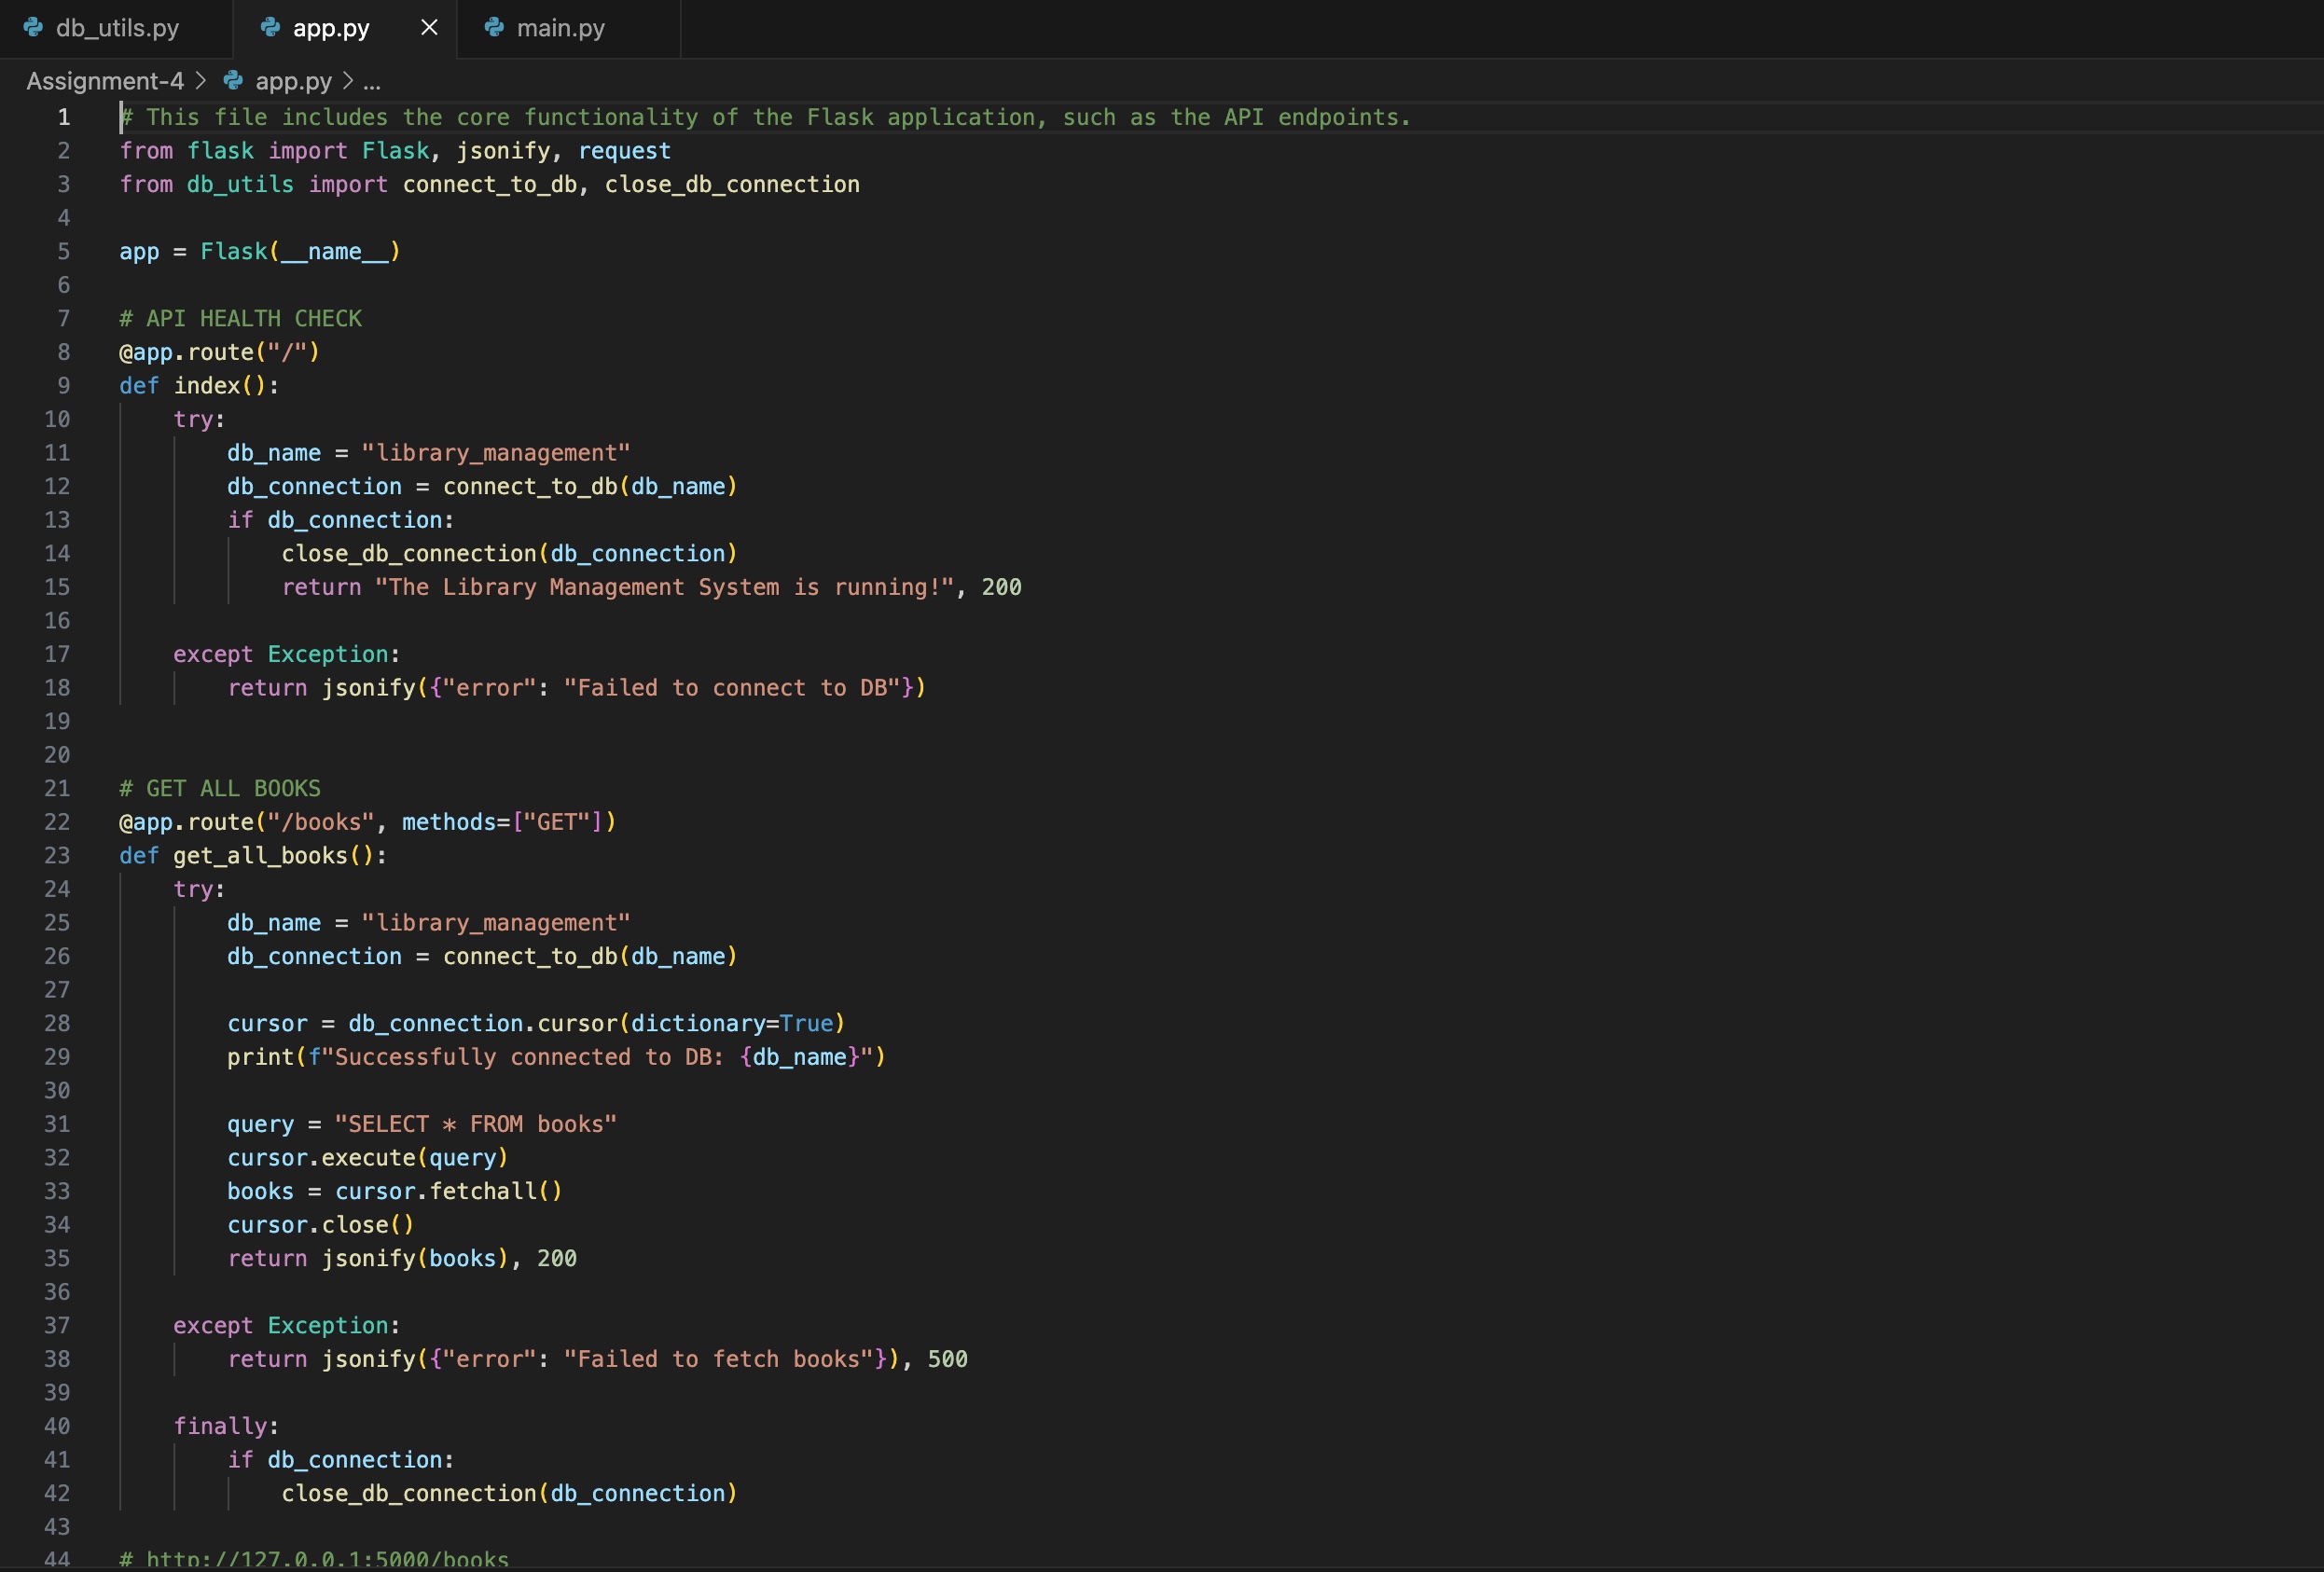 db_utils.py app.py main.py
Assignment-4 > app.py > ...
1 # This file includes the core functionality of the Flask application, such as the API endpoints.
2 from flask import Flask, jsonify, request
3 from db_utils import connect_to_db, close_db_connection
4
5 app = Flask(__name__)
6
7 # API HEALTH CHECK
8 @app.route("/")
9 def index():
10     try:
11         db_name = "library_management"
12         db_connection = connect_to_db(db_name)
13         if db_connection:
14             close_db_connection(db_connection)
15             return "The Library Management System is running!", 200
16
17     except Exception:
18         return jsonify({"error": "Failed to connect to DB"})
19
20
21 # GET ALL BOOKS
22 @app.route("/books", methods=["GET"])
23 def get_all_books():
24     try:
25         db_name = "library_management"
26         db_connection = connect_to_db(db_name)
27
28         cursor = db_connection.cursor(dictionary=True)
29         print(f"Successfully connected to DB: {db_name}")
30
31         query = "SELECT * FROM books"
32         cursor.execute(query)
33         books = cursor.fetchall()
34         cursor.close()
35         return jsonify(books), 200
36
37     except Exception:
38         return jsonify({"error": "Failed to fetch books"}), 500
39
40     finally:
41         if db_connection:
42             close_db_connection(db_connection)
43
44 # http://127.0.0.1:5000/books